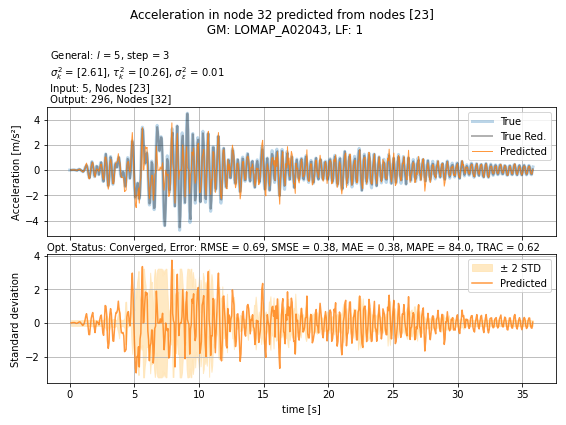 Acceleration in node 32 predicted from nodes [23]
GM: LOMAP_A02043, LF: 1
General: l = 5, step = 3
σ²ₖ = [2.61], τ²ₖ = [0.26], σ²ε = 0.01
Input: 5, Nodes [23]
Output: 296, Nodes [32]
Acceleration [m/s²]
4
2
0
−2
−4
True
True Red.
Predicted
Opt. Status: Converged, Error: RMSE = 0.69, SMSE = 0.38, MAE = 0.38, MAPE = 84.0, TRAC = 0.62
Standard deviation
4
2
0
−2
± 2 STD
Predicted
0 5 10 15 20 25 30 35
time [s]